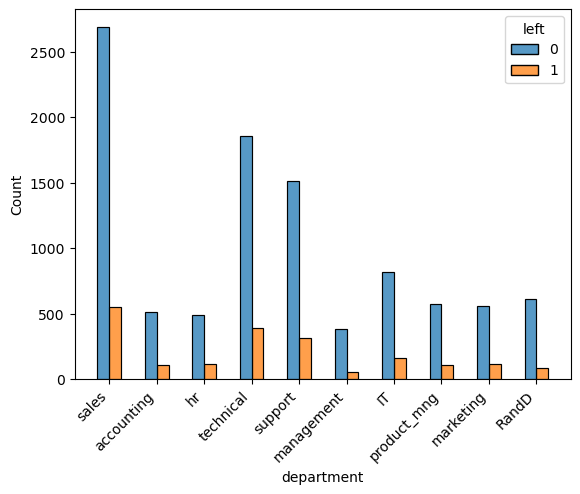 left
0
1
2500
2000
1500
1000
500
0
Count
sales
accounting
hr
technical
support
management
IT
product_mng
marketing
RandD
department